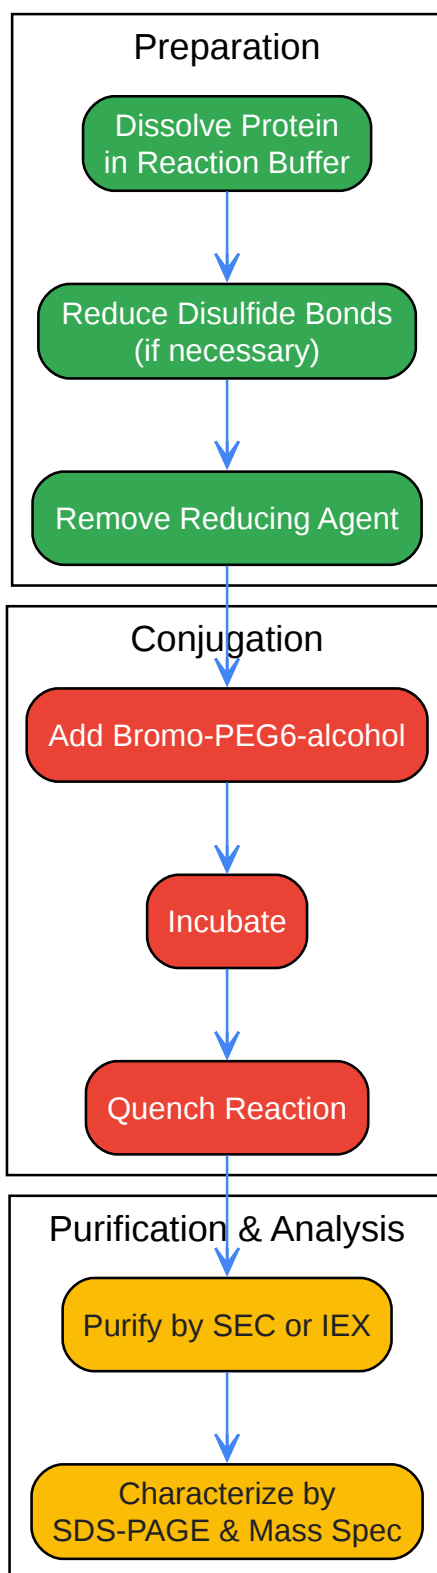 Preparation
Dissolve Protein
in Reaction Buffer
Reduce Disulfide Bonds
(if necessary)
Remove Reducing Agent
Conjugation
Add Bromo-PEG6-alcohol
Incubate
Quench Reaction
Purification & Analysis
Purify by SEC or IEX
Characterize by
SDS-PAGE & Mass Spec